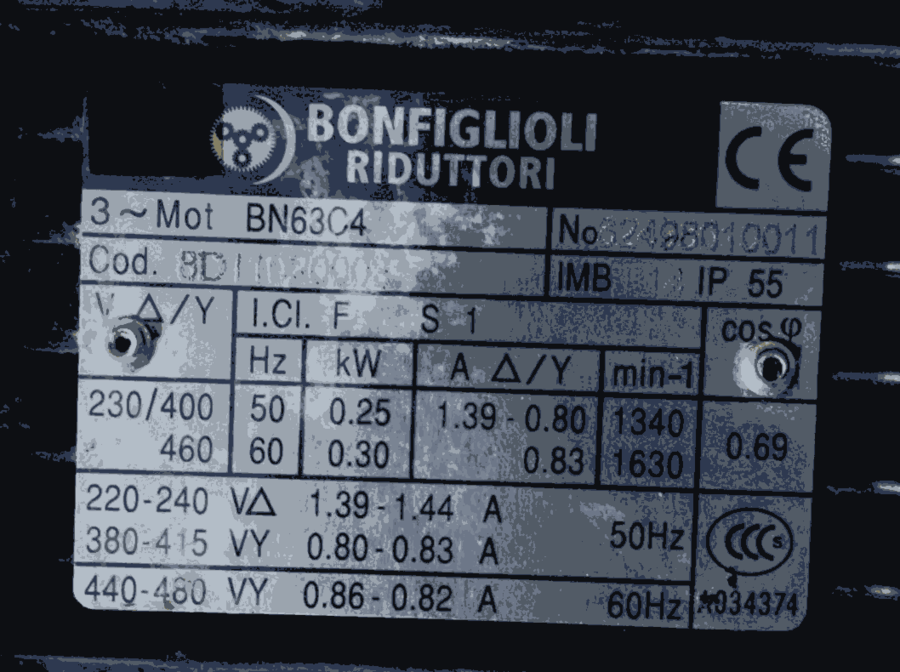 BONFIGLIOLI
RIDUTTORI
CE
3 ~ Mot BN63C4
No 62498010011
Cod.
IMB IP 55
V Δ/Y I.Cl. F S 1 cos φ
Hz kW A Δ/Y min-1
230/400 50 0.25 1.39 - 0.80 1340
460 60 0.30 0.83 1630
0.69
220-240 VΔ 1.39 - 1.44 A
380-415 VY 0.80 - 0.83 A
50Hz
440-480 VY 0.86 - 0.82 A 60Hz
CCC S
A034374